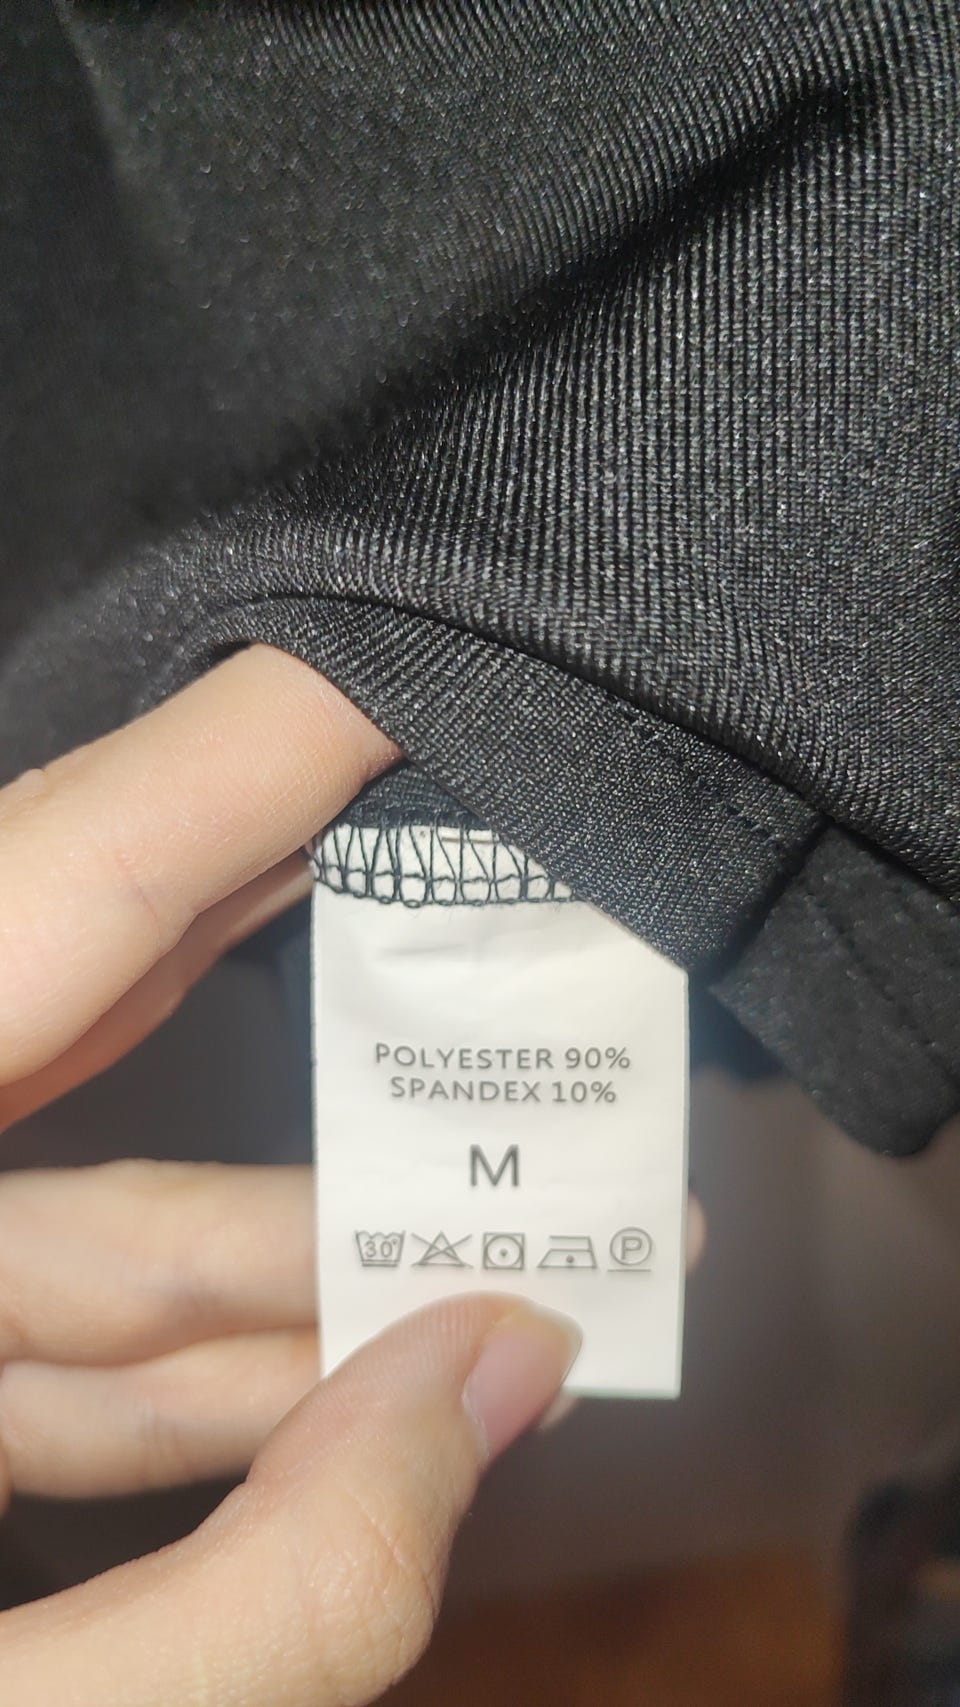 POLYESTER 90%
SPANDEX 10%
M
30° P